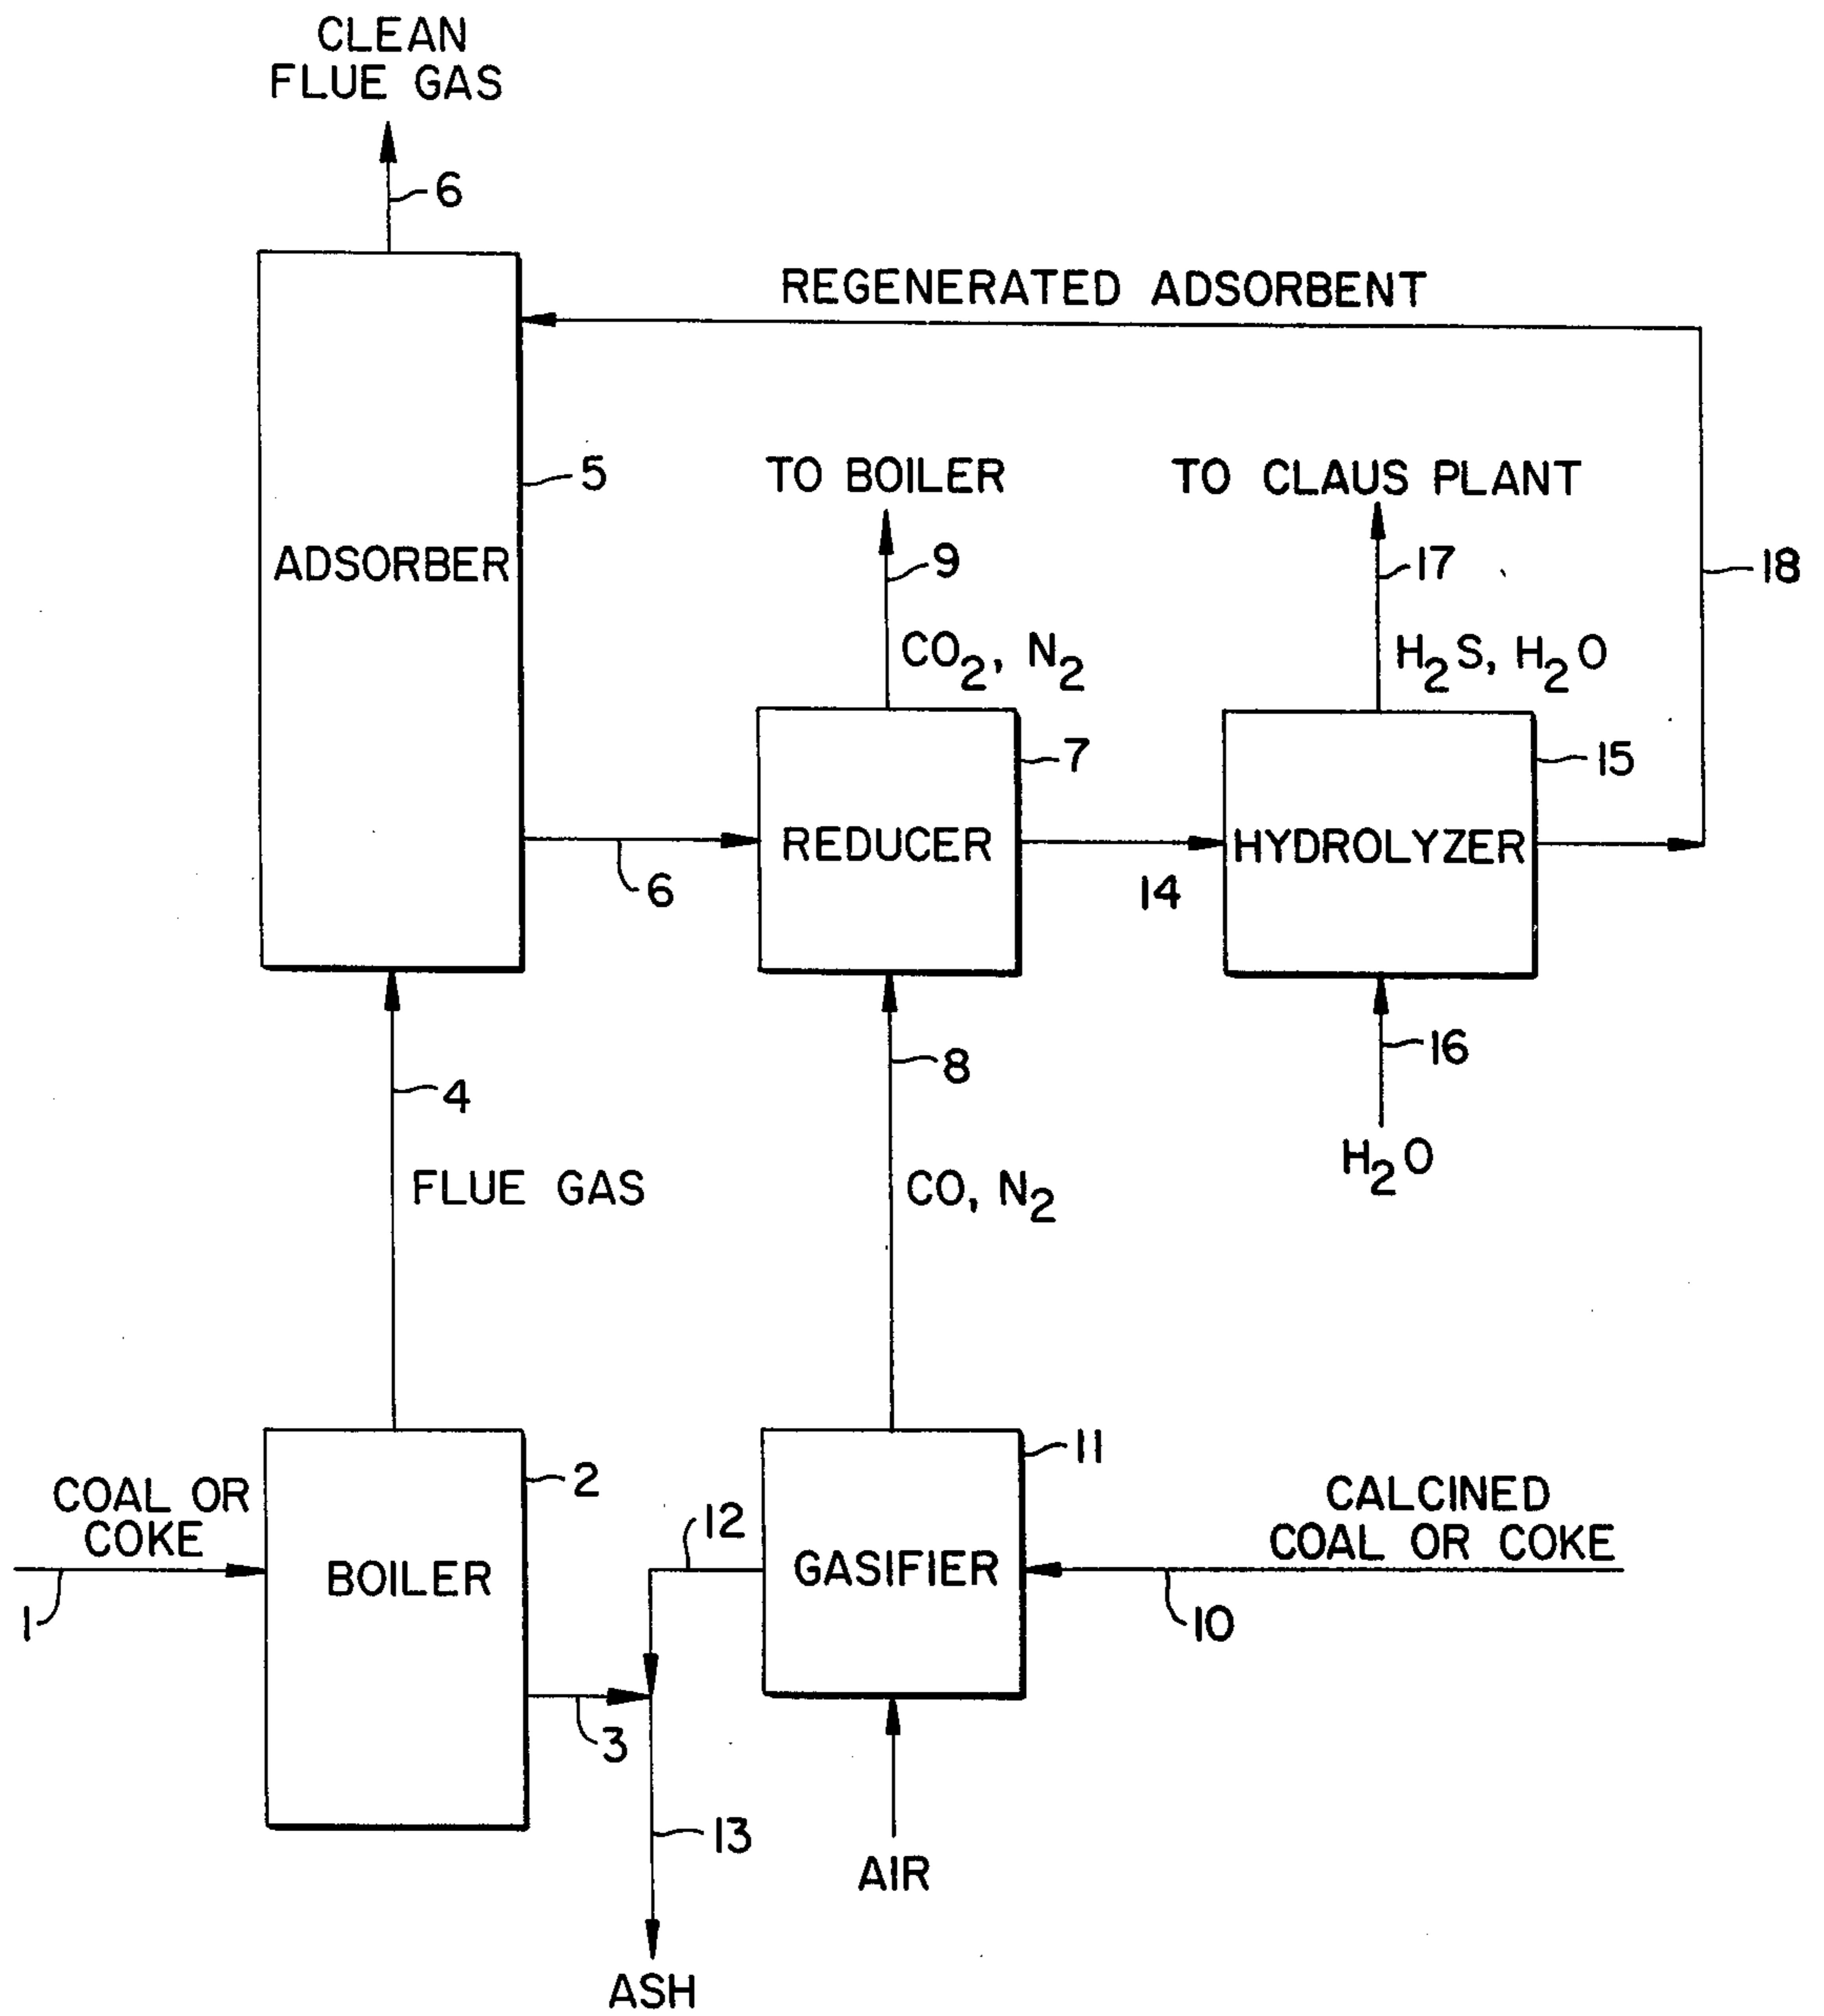 CLEAN
FLUE GAS
6
REGENERATED ADSORBENT
5
TO BOILER
TO CLAUS PLANT
ADSORBER
9
17
18
CO2, N2
H2S, H2O
7
15
REDUCER
HYDROLYZER
6
14
8
16
4
H2O
FLUE GAS
CO, N2
11
2
COAL OR
COKE
12
CALCINED
COAL OR COKE
BOILER
GASIFIER
1
10
3
13
AIR
ASH